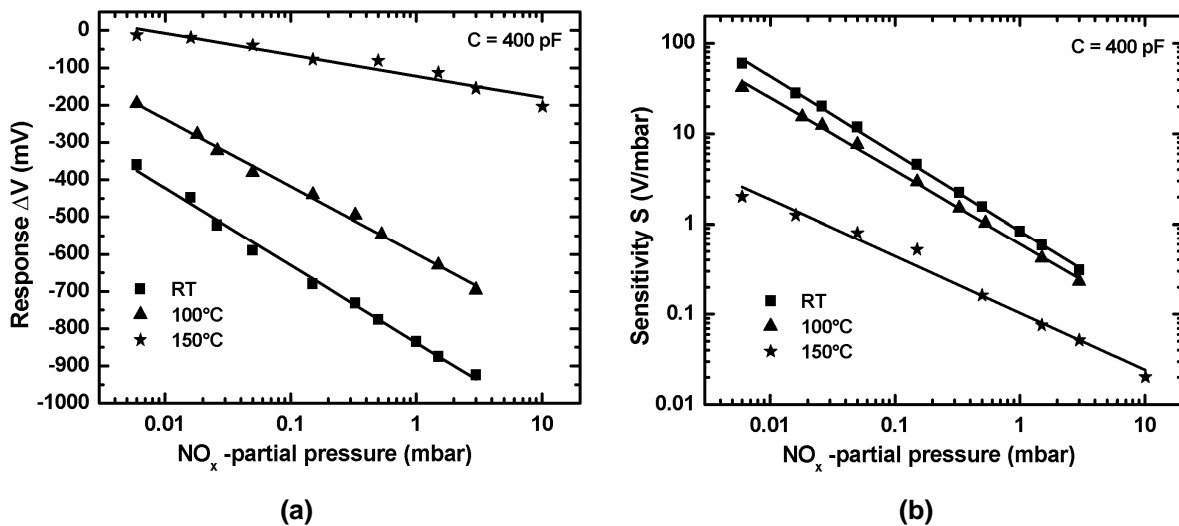 0
-100
-200
-300
-400
-500
-600
-700
-800
-900
-1000
Response ΔV (mV)
C = 400 pF
RT
100°C
150°C
0.01
0.1
1
10
NOx -partial pressure (mbar)
(a)
100
10
1
0.1
0.01
Sensitivity S (V/mbar)
C = 400 pF
RT
100°C
150°C
0.01
0.1
1
10
NOx -partial pressure (mbar)
(b)